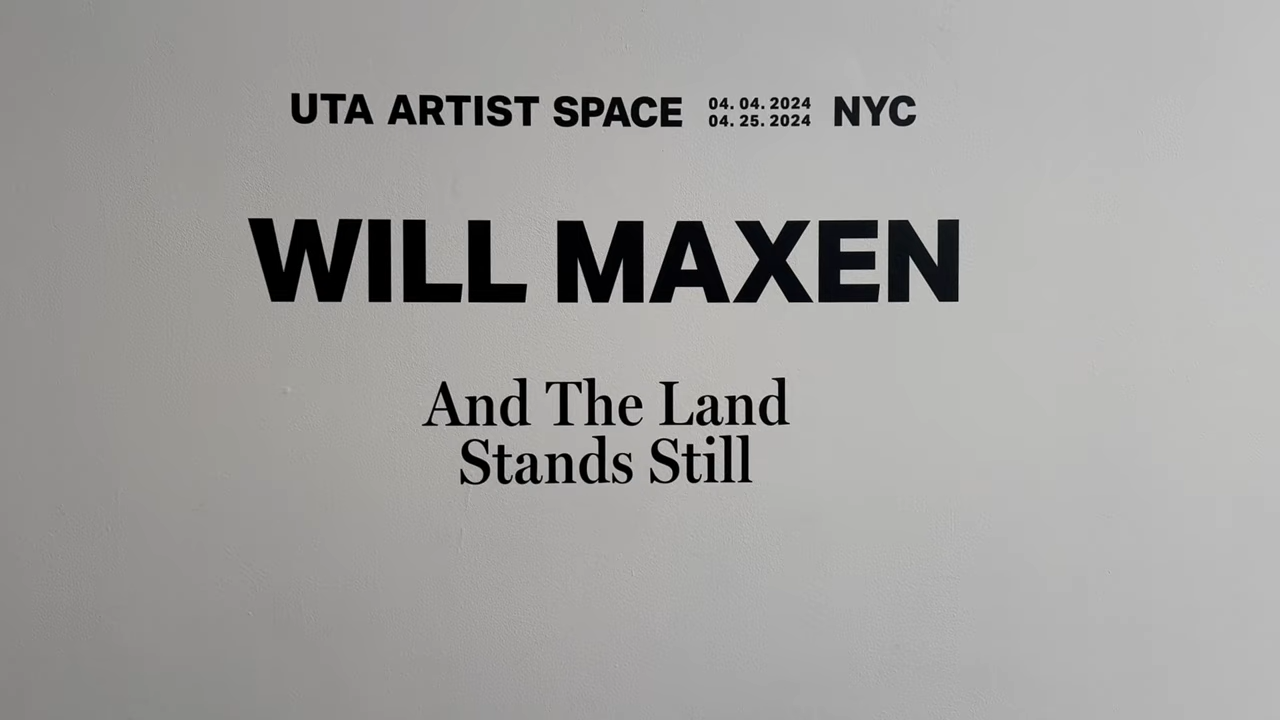 UTA ARTIST SPACE 04. 04. 2024 NYC
04. 25. 2024
WILL MAXEN
And The Land
Stands Still